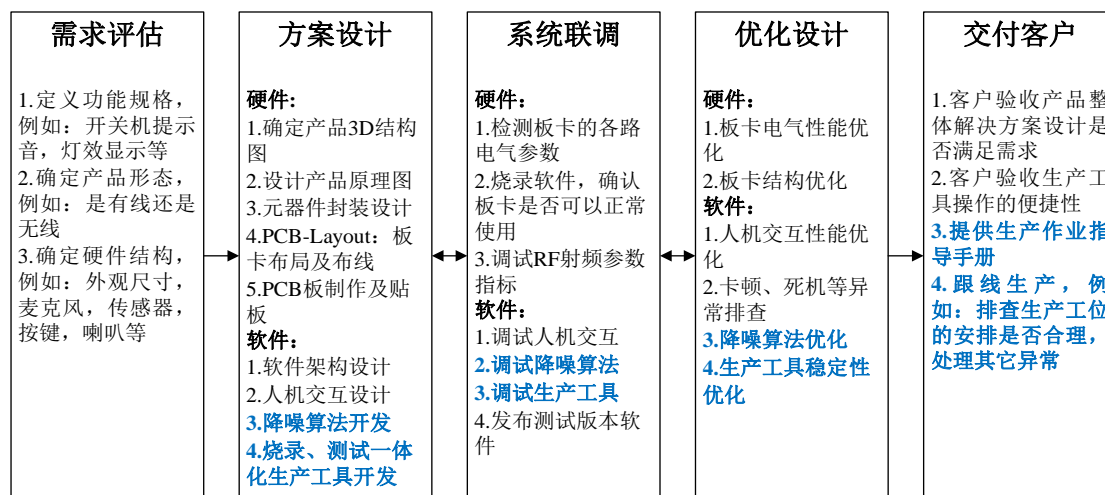 需求评估
1.定义功能规格，
例如：开关机提示
音，灯效显示等
2.确定产品形态，
例如：是有线还是
无线
3.确定硬件结构，
例如：外观尺寸，
麦克风，传感器，
按键，喇叭等
方案设计
硬件:
1.确定产品3D结构
图
2.设计产品原理图
3.元器件封装设计
4.PCB-Layout：板
卡布局及布线
5.PCB板制作及贴
板
软件：
1.软件架构设计
2.人机交互设计
3.降噪算法开发
4.烧录、测试一体
化生产工具开发
系统联调
硬件：
1.检测板卡的各路
电气参数
2.烧录软件，确认
板卡是否可以正常
使用
3.调试RF射频参数
指标
软件：
1.调试人机交互
2.调试降噪算法
3.调试生产工具
4.发布测试版本软
件
优化设计
硬件：
1.板卡电气性能优
化
2.板卡结构优化
软件：
1.人机交互性能优
化
2.卡顿、死机等异
常排查
3.降噪算法优化
4.生产工具稳定性
优化
交付客户
1.客户验收产品整
体解决方案设计是
否满足需求
2.客户验收生产工
具操作的便捷性
3.提供生产作业指
导手册
4.跟线生产，例
如：排查生产工位
的安排是否合理，
处理其它异常